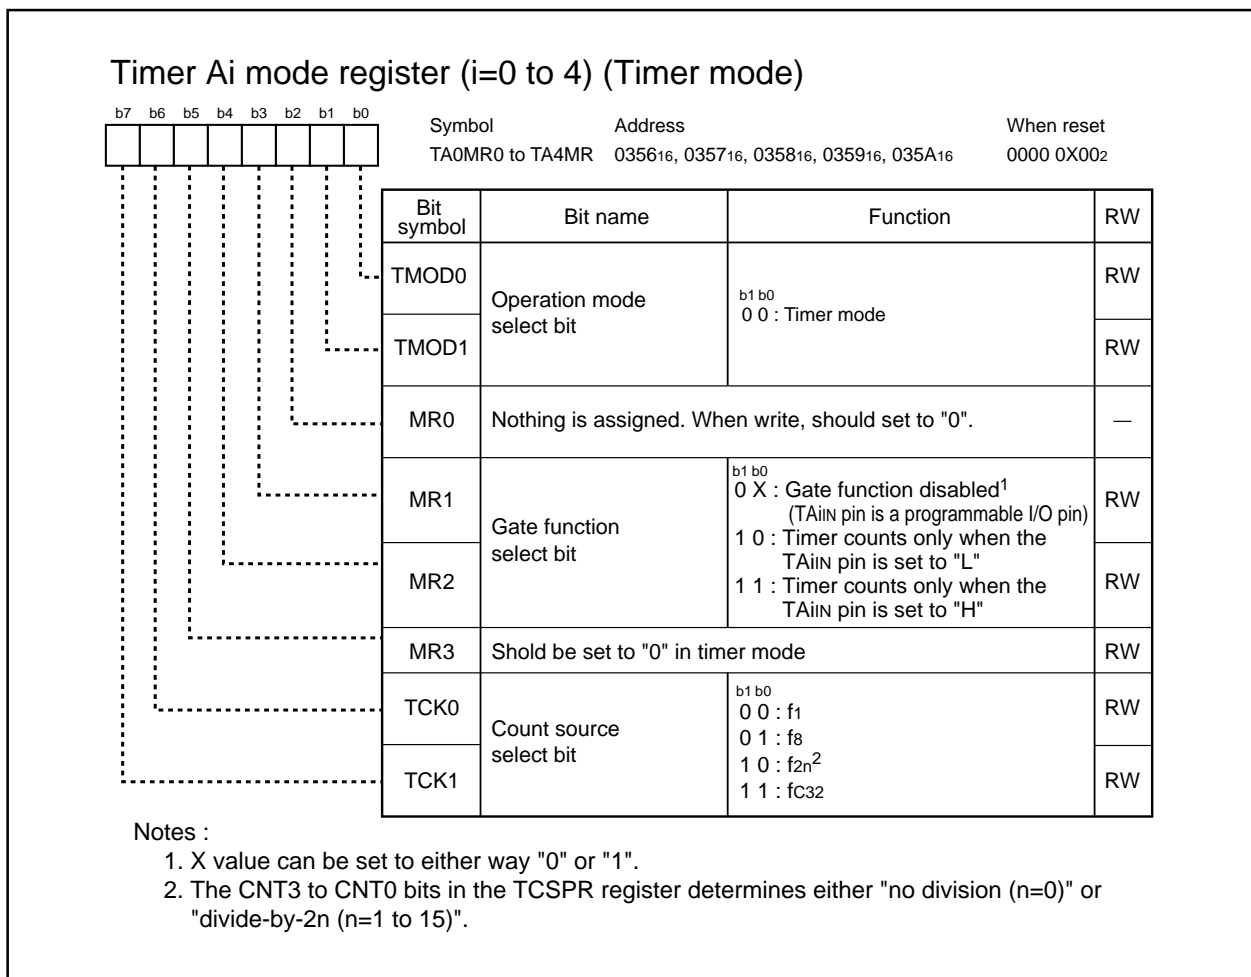 Timer Ai mode register (i=0 to 4) (Timer mode)
b7 b6 b5 b4 b3 b2 b1 b0
Symbol Address When reset
TA0MR0 to TA4MR 035616, 035716, 035816, 035916, 035A16 0000 0X002
Bit symbol Bit name Function RW
TMOD0 RW
Operation mode
select bit
b1 b0
0 0 : Timer mode
TMOD1 RW
MR0 Nothing is assigned. When write, should set to "0". —
MR1 RW
Gate function
select bit
MR2 RW
b1 b0
0 X : Gate function disabled1
(TAiIN pin is a programmable I/O pin)
1 0 : Timer counts only when the
TAiIN pin is set to "L"
1 1 : Timer counts only when the
TAiIN pin is set to "H"
MR3 Shold be set to "0" in timer mode RW
TCK0 RW
Count source
select bit
TCK1 RW
b1 b0
0 0 : f1
0 1 : f8
1 0 : f2n2
1 1 : fC32
Notes :
1. X value can be set to either way "0" or "1".
2. The CNT3 to CNT0 bits in the TCSPR register determines either "no division (n=0)" or
"divide-by-2n (n=1 to 15)".